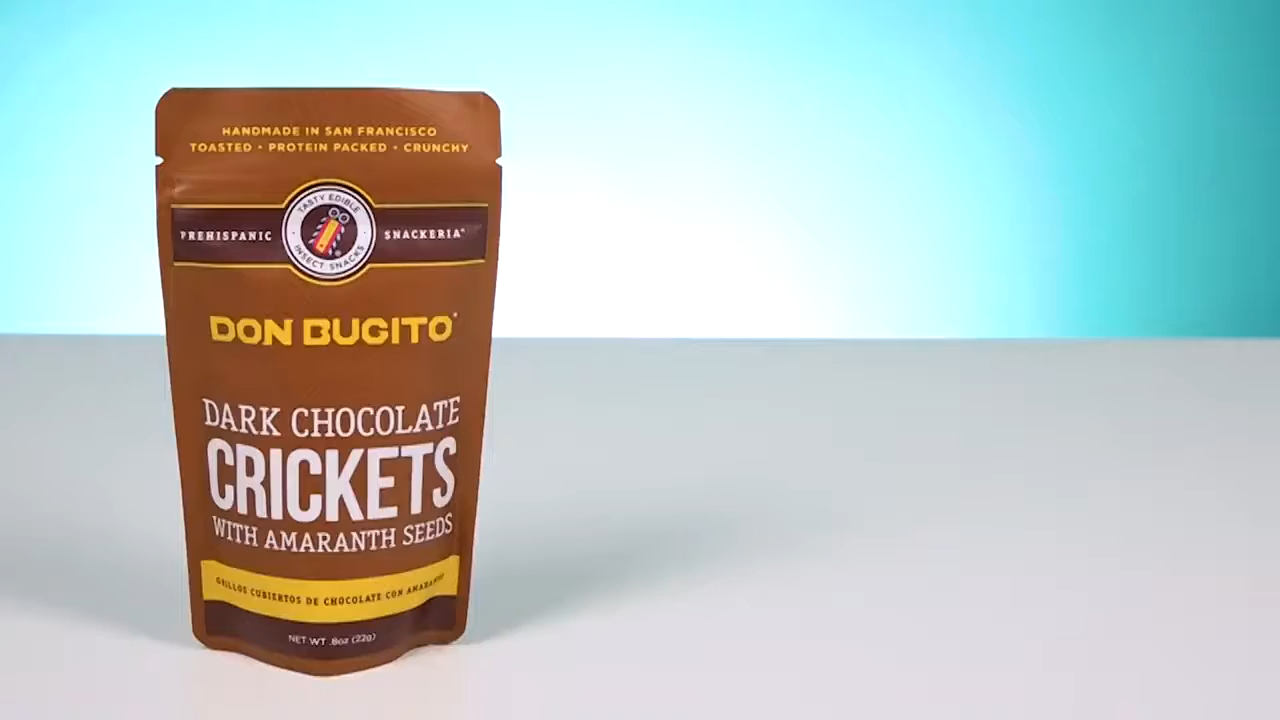 HANDMADE IN SAN FRANCISCO
TOASTED • PROTEIN PACKED • CRUNCHY
TASTY EDIBLE
PREHISPANIC SNACKERIA
INSECT SNACKS
DON BUGITO®
DARK CHOCOLATE
CRICKETS
WITH AMARANTH SEEDS
GRILLOS CUBIERTOS DE CHOCOLATE CON AMARANTO
NET WT .8oz (22g)